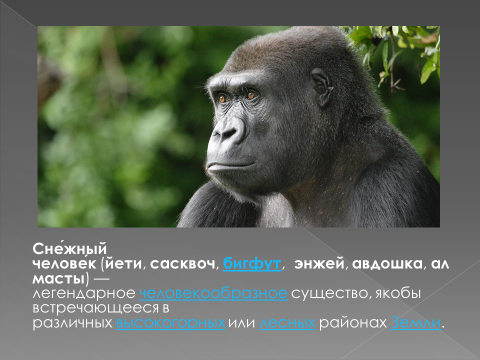 Сне́жный
человек (йети, сасквоч, бигфут,  энжей, авдошка, ал
масты) —
легендарное человекообразное существо, якобы
встречающееся в
различных высокогорных или лесных районах Земли.